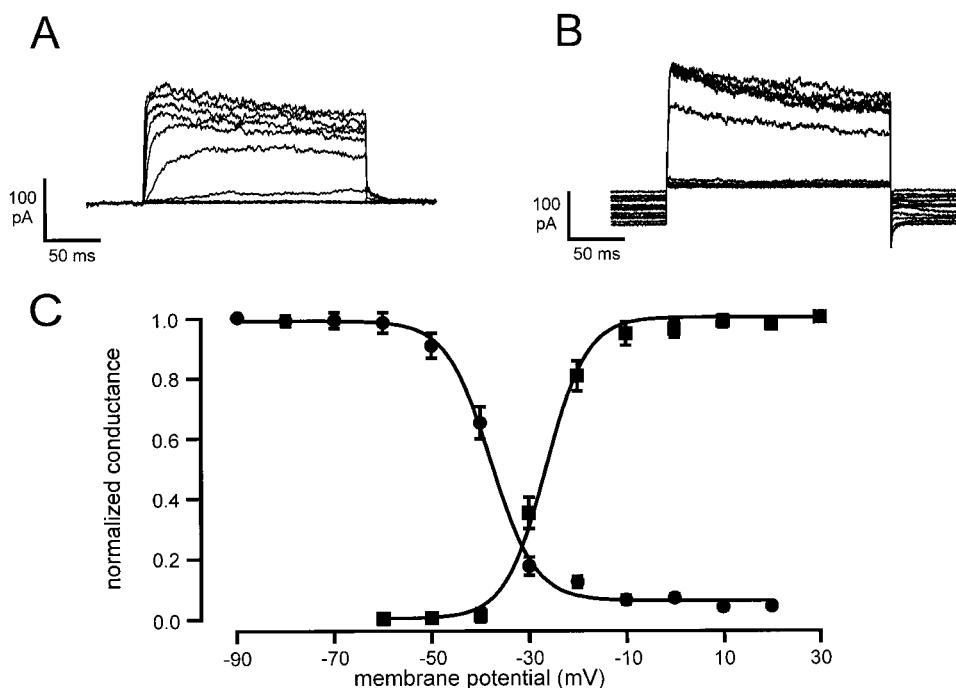 A
B
100
pA
50 ms
100
pA
50 ms
C
1.0
0.8
0.6
0.4
0.2
0.0
normalized conductance
-90
-70
-50
-30
-10
10
30
membrane potential (mV)